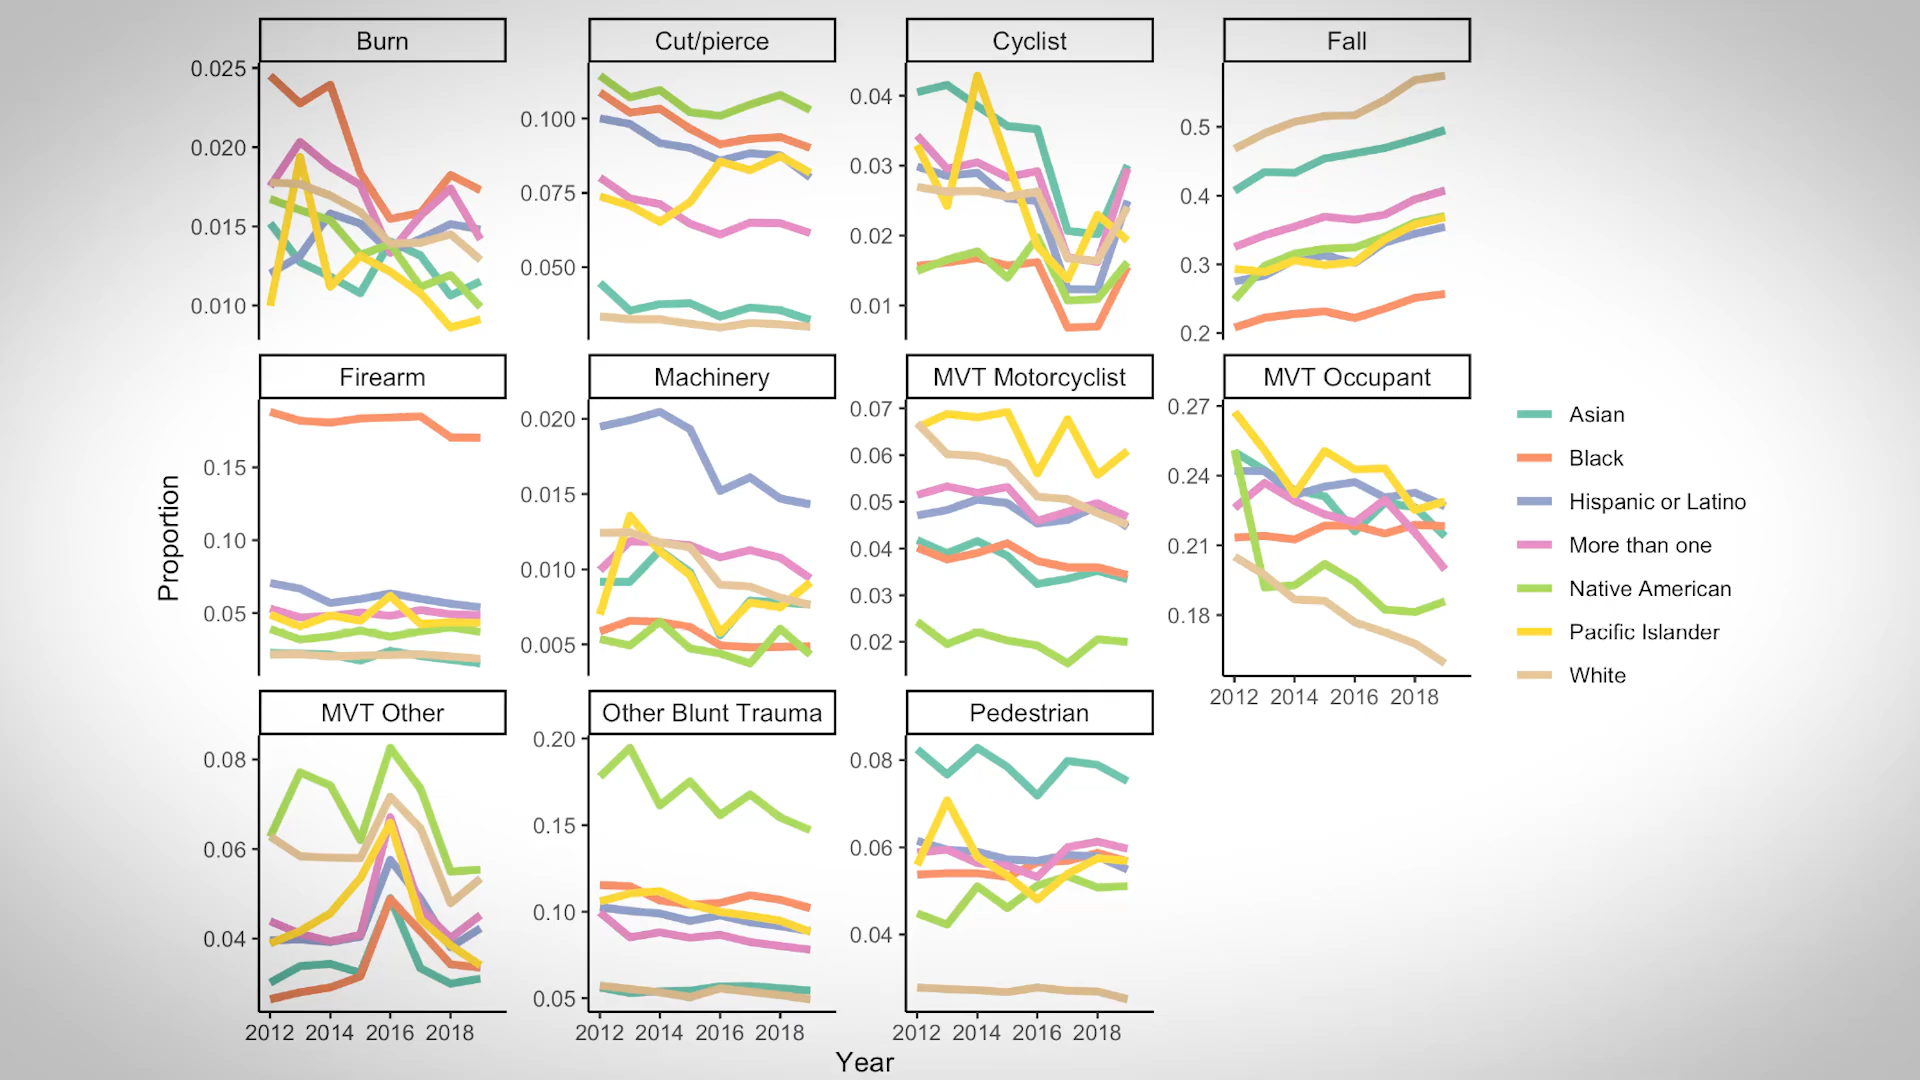 Burn
Cut/pierce
Cyclist
Fall
0.025
0.020
0.015
0.010
0.100
0.075
0.050
0.04
0.03
0.02
0.01
0.5
0.4
0.3
0.2
Firearm
Machinery
MVT Motorcyclist
MVT Occupant
0.15
0.10
0.05
0.020
0.015
0.010
0.005
0.07
0.06
0.05
0.04
0.03
0.02
0.27
0.24
0.21
0.18
2012 2014 2016 2018
Asian
Black
Hispanic or Latino
More than one
Native American
Pacific Islander
White
Proportion
MVT Other
Other Blunt Trauma
Pedestrian
0.08
0.06
0.04
0.20
0.15
0.10
0.05
0.08
0.06
0.04
2012 2014 2016 2018
2012 2014 2016 2018
2012 2014 2016 2018
Year